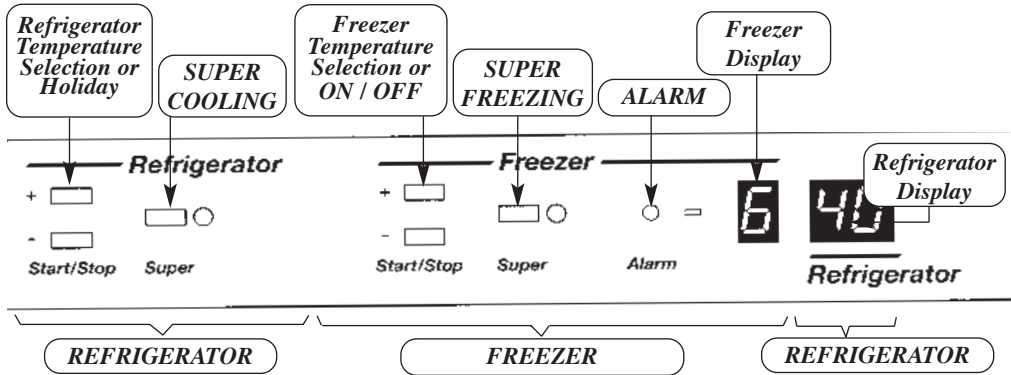 Refrigerator
Temperature
Selection or
Holiday
SUPER
COOLING
Freezer
Temperature
Selection or
ON / OFF
SUPER
FREEZING
ALARM
Freezer
Display
Refrigerator
Display
Refrigerator
+
-
Start/Stop
Super
Freezer
+
-
Start/Stop
Super
Alarm
6
40
Refrigerator
REFRIGERATOR
FREEZER
REFRIGERATOR